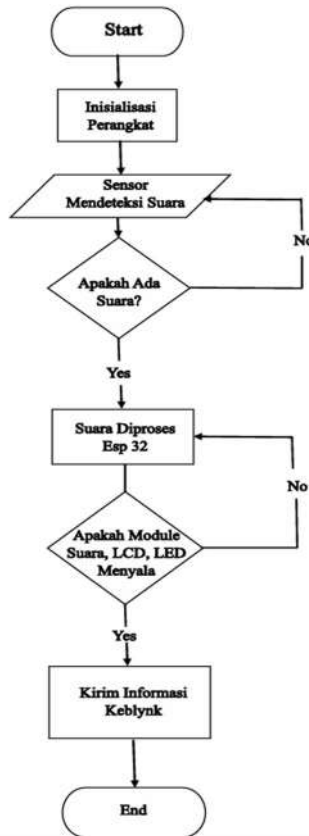 Start
Inisialisasi
Perangkat
Sensor
Mendeteksi Suara
No
Apakah Ada
Suara?
Yes
Suara Diproses
Esp 32
No
Apakah Module
Suara, LCD, LED
Menyala
Yes
Kirim Informasi
Keblynk
End